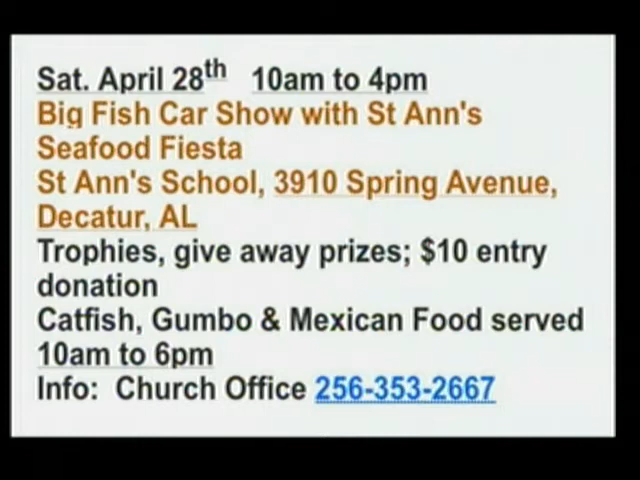 Sat. April 28th 10am to 4pm
Big Fish Car Show with St Ann's
Seafood Fiesta
St Ann's School, 3910 Spring Avenue,
Decatur, AL
Trophies, give away prizes; $10 entry
donation
Catfish, Gumbo & Mexican Food served
10am to 6pm
Info: Church Office 256-353-2667